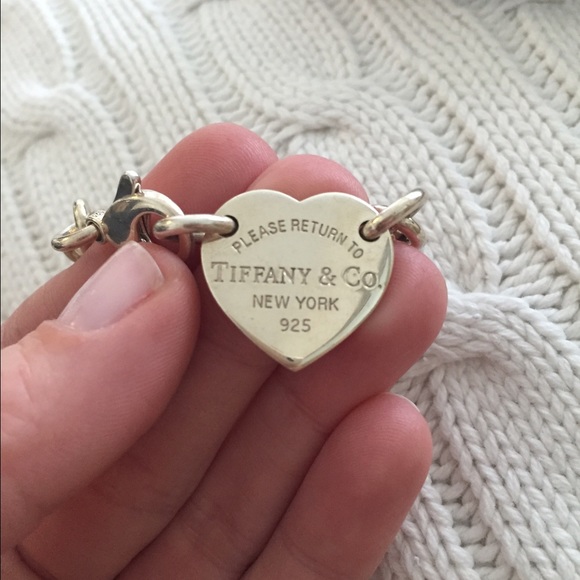 PLEASE RETURN TO
TIFFANY & CO.
NEW YORK
925